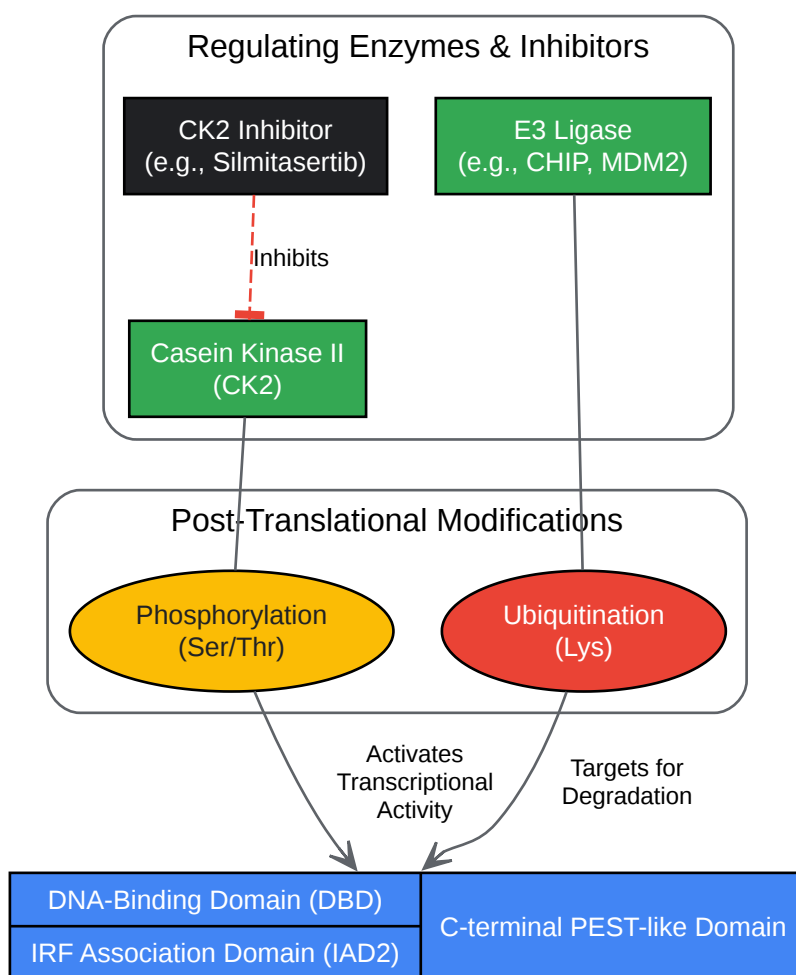 Regulating Enzymes & Inhibitors
CK2 Inhibitor
(e.g., Silmitasertib)
E3 Ligase
(e.g., CHIP, MDM2)
Inhibits
Casein Kinase II
(CK2)
Post-Translational Modifications
Phosphorylation
(Ser/Thr)
Ubiquitination
(Lys)
Activates
Transcriptional
Activity
Targets for
Degradation
DNA-Binding Domain (DBD)
IRF Association Domain (IAD2)
C-terminal PEST-like Domain